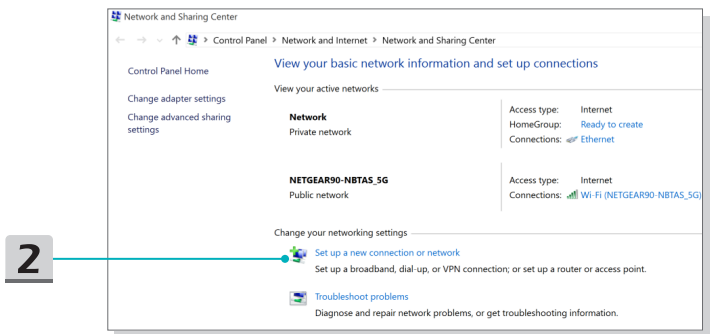 Network and Sharing Center
Control Panel > Network and Internet > Network and Sharing Center
Control Panel Home
Change adapter settings
Change advanced sharing
settings
View your basic network information and set up connections
View your active networks
Network
Private network
Access type: Internet
HomeGroup: Ready to create
Connections: Ethernet
NETGEAR90-NBTAS_5G
Public network
Access type: Internet
Connections: Wi-Fi (NETGEAR90-NBTAS_5G)
Change your networking settings
2
Set up a new connection or network
Set up a broadband, dial-up, or VPN connection; or set up a router or access point.
Troubleshoot problems
Diagnose and repair network problems, or get troubleshooting information.